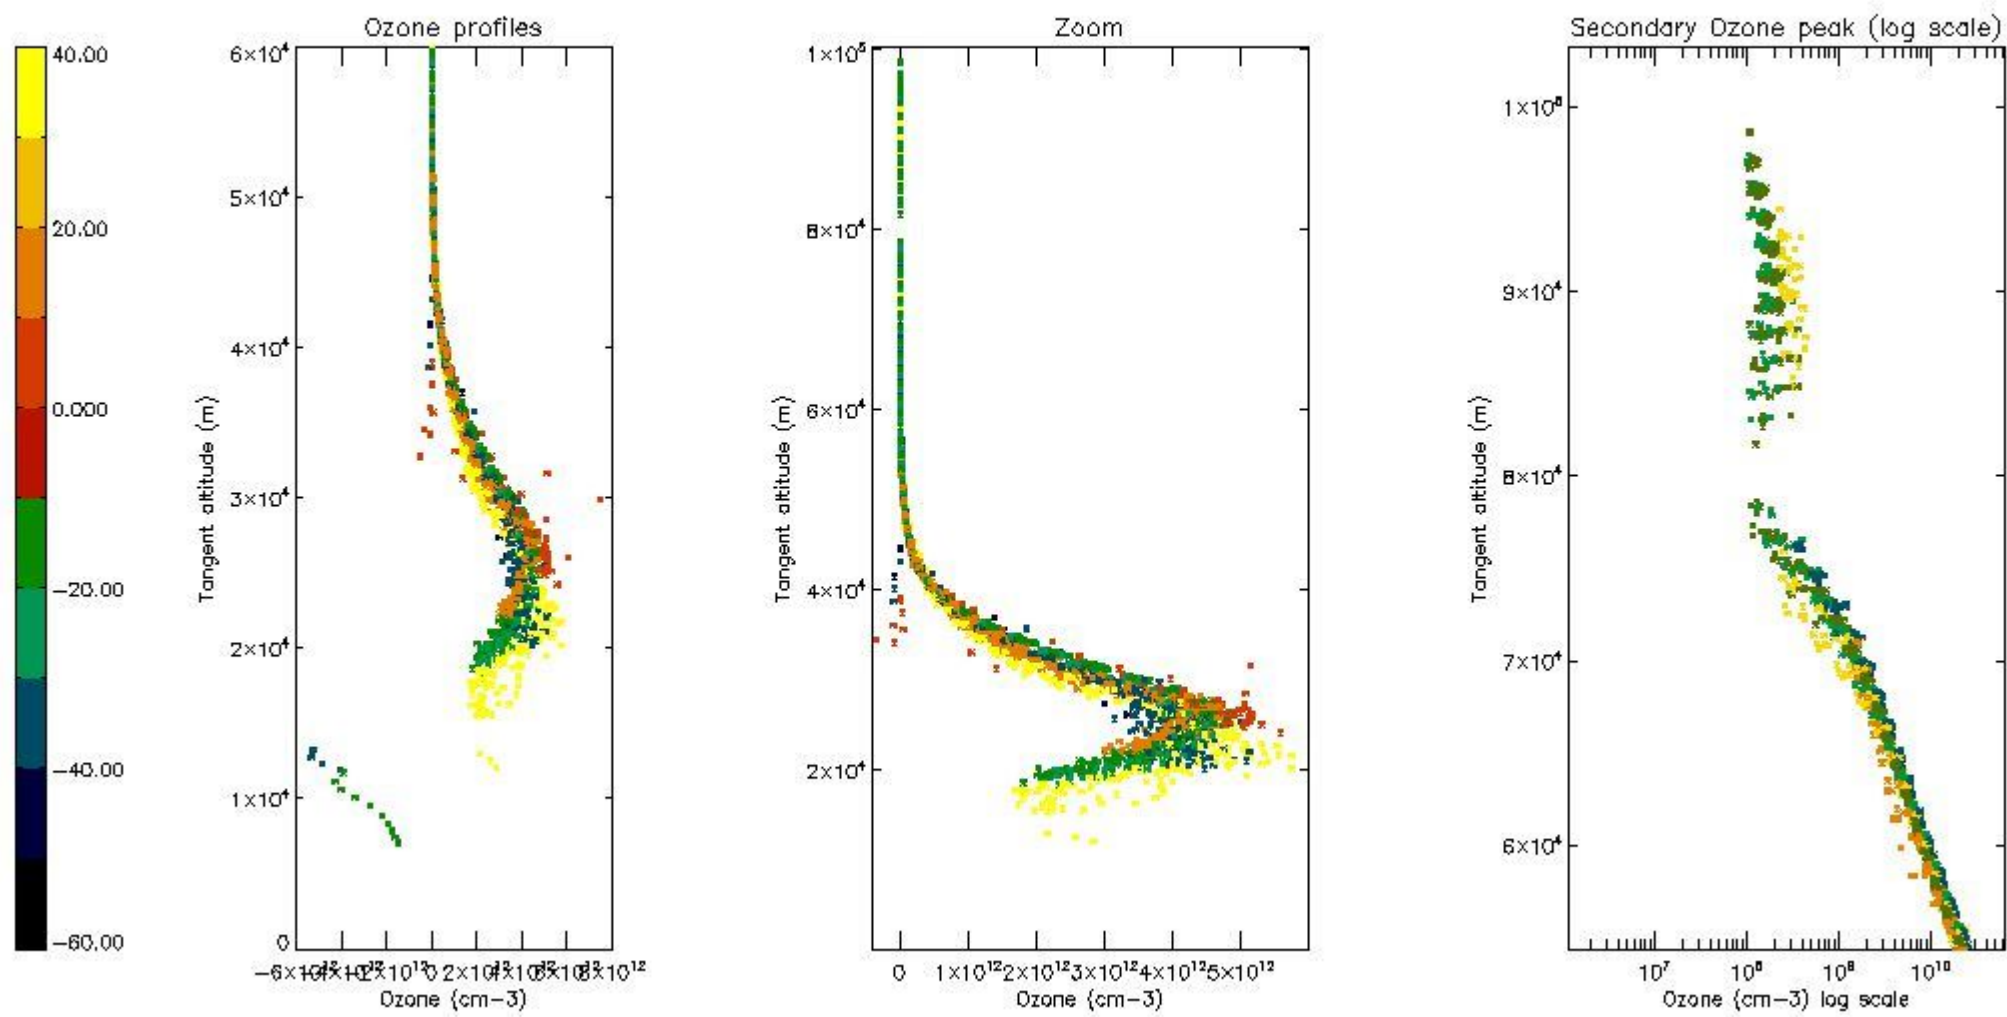 Ozone profiles
Zoom
Secondary Ozone peak (log scale)
40.00
20.00
0.000
−20.00
−40.00
−60.00
6×10⁴
5×10⁴
4×10⁴
3×10⁴
2×10⁴
1×10⁴
0
Tangent altitude (m)
0
8×10¹²
Ozone (cm−3)
1×10⁵
8×10⁴
6×10⁴
4×10⁴
2×10⁴
Tangent altitude (m)
0 1×10¹² 2×10¹² 3×10¹² 4×10¹² 5×10¹²
Ozone (cm−3)
9×10⁴
8×10⁴
7×10⁴
6×10⁴
Tangent altitude (m)
10⁷ 10⁸ 10⁹ 10¹⁰
Ozone (cm−3) log scale